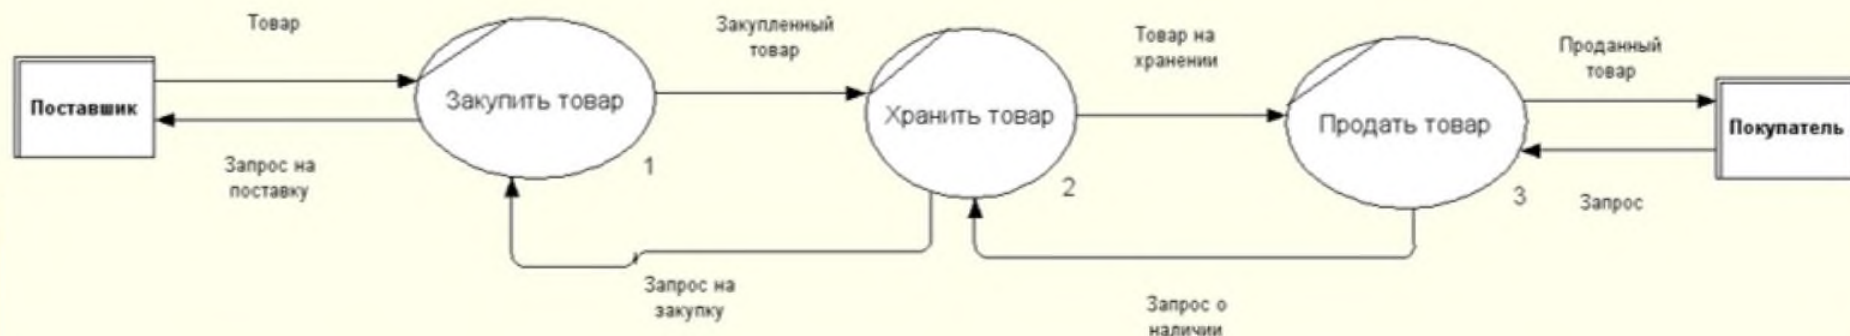 Товар
Закупленный
товар
Товар на
хранении
Проданный
товар
Поставшик
Закупить товар
Хранить товар
Продать товар
Покупатель
Запрос на
поставку
1
2
3
Запрос
Запрос на
закупку
Запрос о
наличии